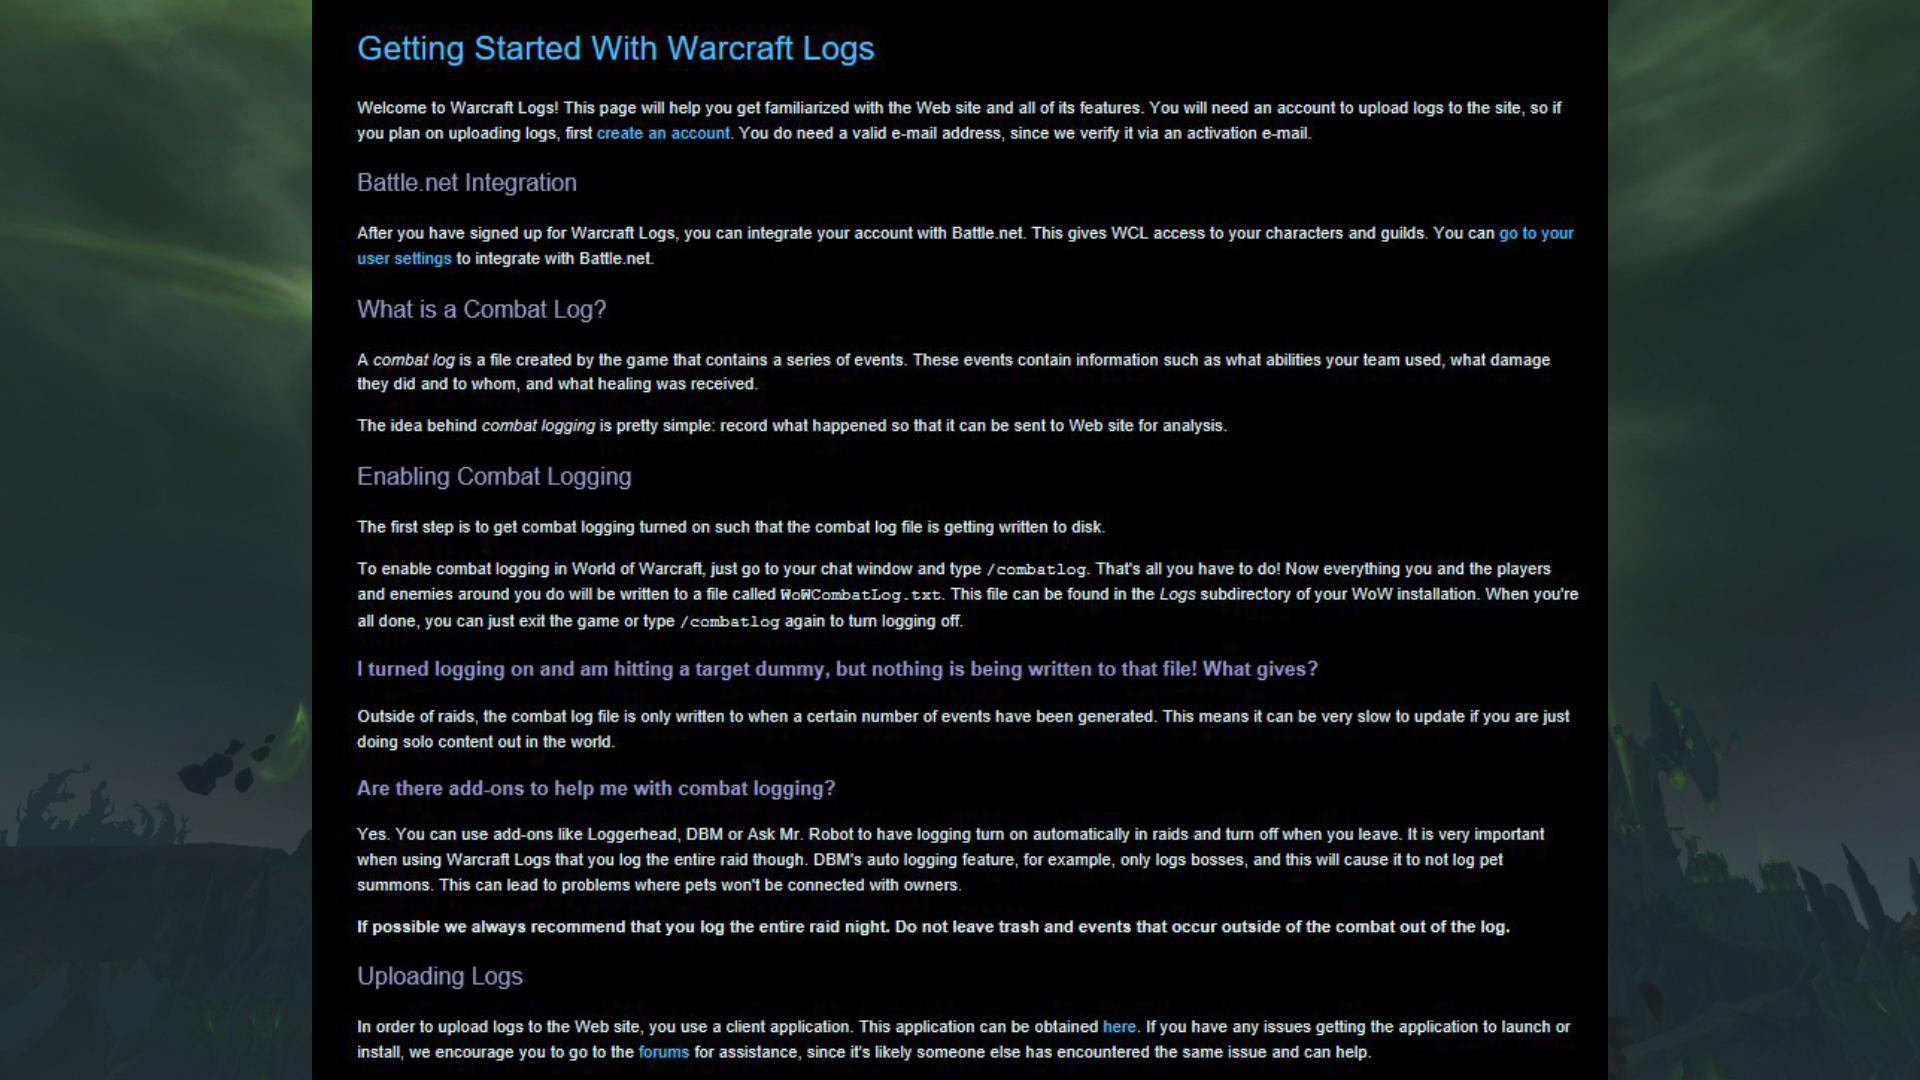 Getting Started With Warcraft Logs
Welcome to Warcraft Logs! This page will help you get familiarized with the Web site and all of its features. You will need an account to upload logs to the site, so if
you plan on uploading logs, first create an account. You do need a valid e-mail address, since we verify it via an activation e-mail.
Battle.net Integration
After you have signed up for Warcraft Logs, you can integrate your account with Battle.net. This gives WCL access to your characters and guilds. You can go to your
user settings to integrate with Battle.net.
What is a Combat Log?
A combat log is a file created by the game that contains a series of events. These events contain information such as what abilities your team used, what damage
they did and to whom, and what healing was received.
The idea behind combat logging is pretty simple: record what happened so that it can be sent to Web site for analysis.
Enabling Combat Logging
The first step is to get combat logging turned on such that the combat log file is getting written to disk.
To enable combat logging in World of Warcraft, just go to your chat window and type /combatlog. That's all you have to do! Now everything you and the players
and enemies around you do will be written to a file called WoWCombatLog.txt. This file can be found in the Logs subdirectory of your WoW installation. When you're
all done, you can just exit the game or type /combatlog again to turn logging off.
I turned logging on and am hitting a target dummy, but nothing is being written to that file! What gives?
Outside of raids, the combat log file is only written to when a certain number of events have been generated. This means it can be very slow to update if you are just
doing solo content out in the world.
Are there add-ons to help me with combat logging?
Yes. You can use add-ons like Loggerhead, DBM or Ask Mr. Robot to have logging turn on automatically in raids and turn off when you leave. It is very important
when using Warcraft Logs that you log the entire raid though. DBM's auto logging feature, for example, only logs bosses, and this will cause it to not log pet
summons. This can lead to problems where pets won't be connected with owners.
If possible we always recommend that you log the entire raid night. Do not leave trash and events that occur outside of the combat out of the log.
Uploading Logs
In order to upload logs to the Web site, you use a client application. This application can be obtained here. If you have any issues getting the application to launch or
install, we encourage you to go to the forums for assistance, since it's likely someone else has encountered the same issue and can help.